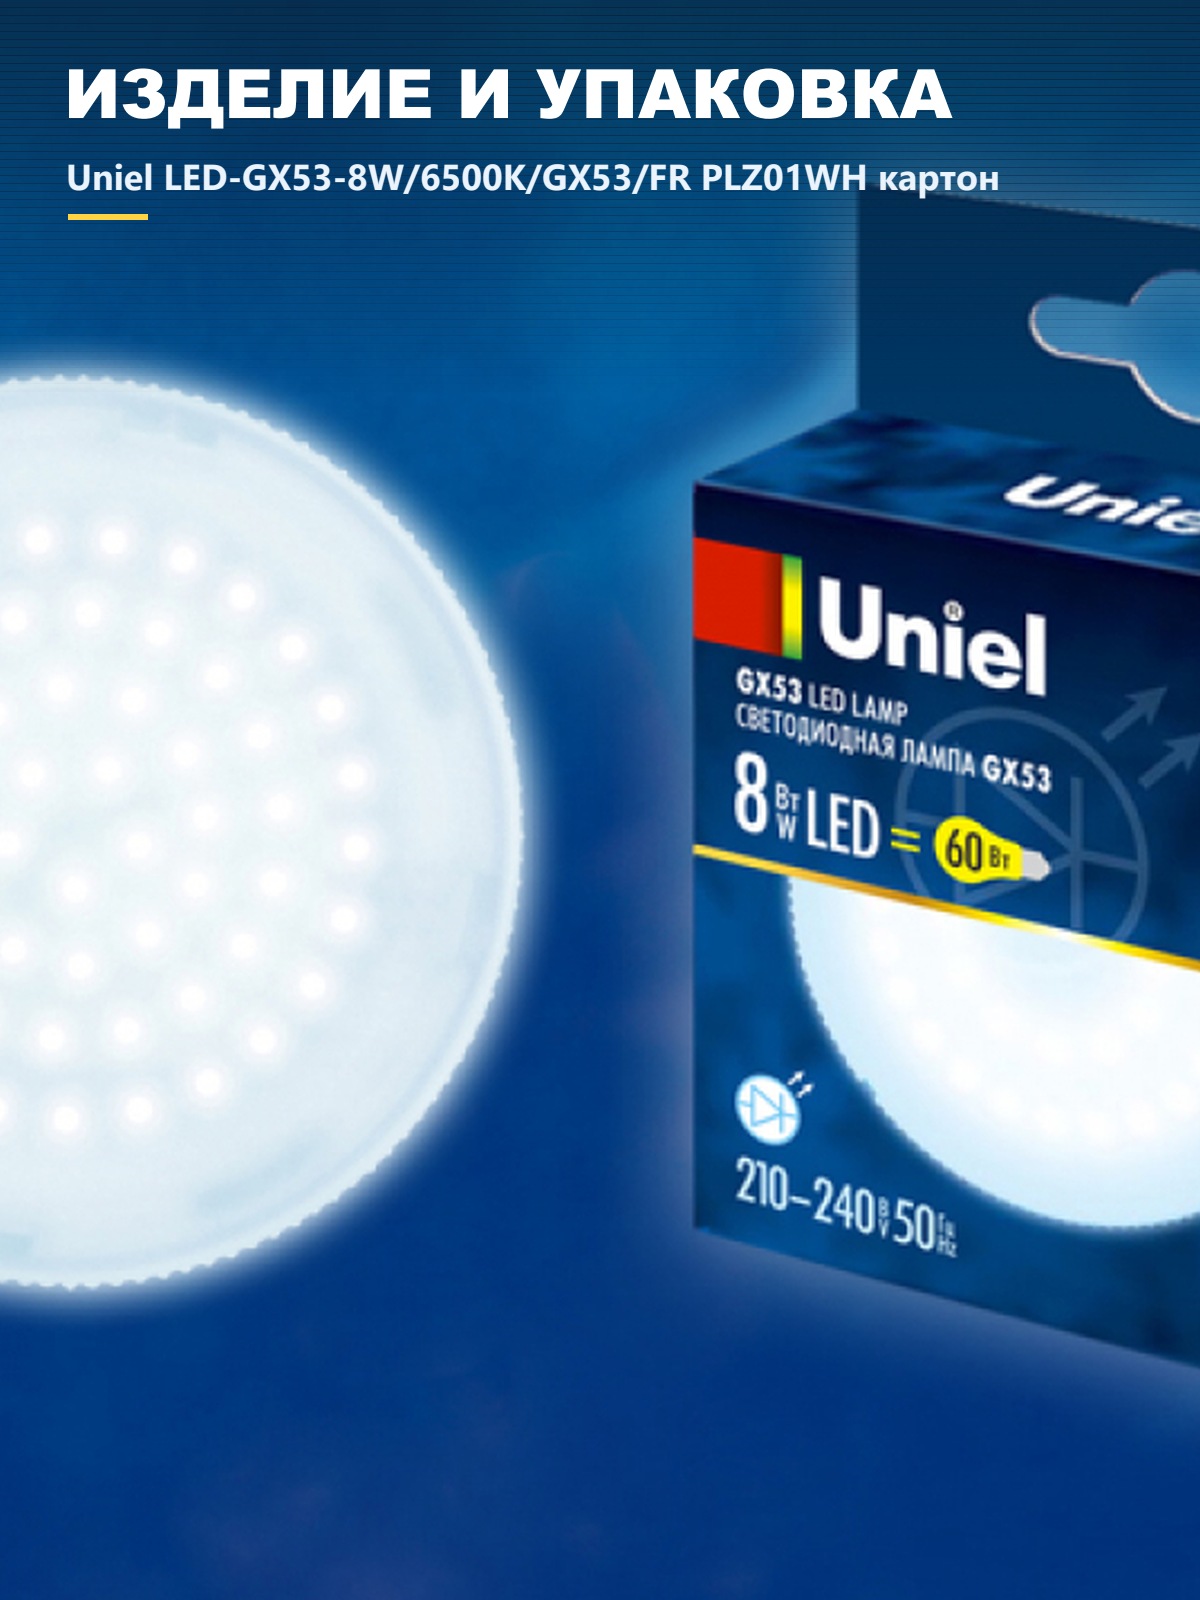 ИЗДЕЛИЕ И УПАКОВКА
Uniel LED-GX53-8W/6500K/GX53/FR PLZ01WH картон
Uniel®
GX53 LED LAMP
СВЕТОДИОДНАЯ ЛАМПА GX53
8 Вт W LED = 60 Вт
210–240 В V 50 Гц Hz